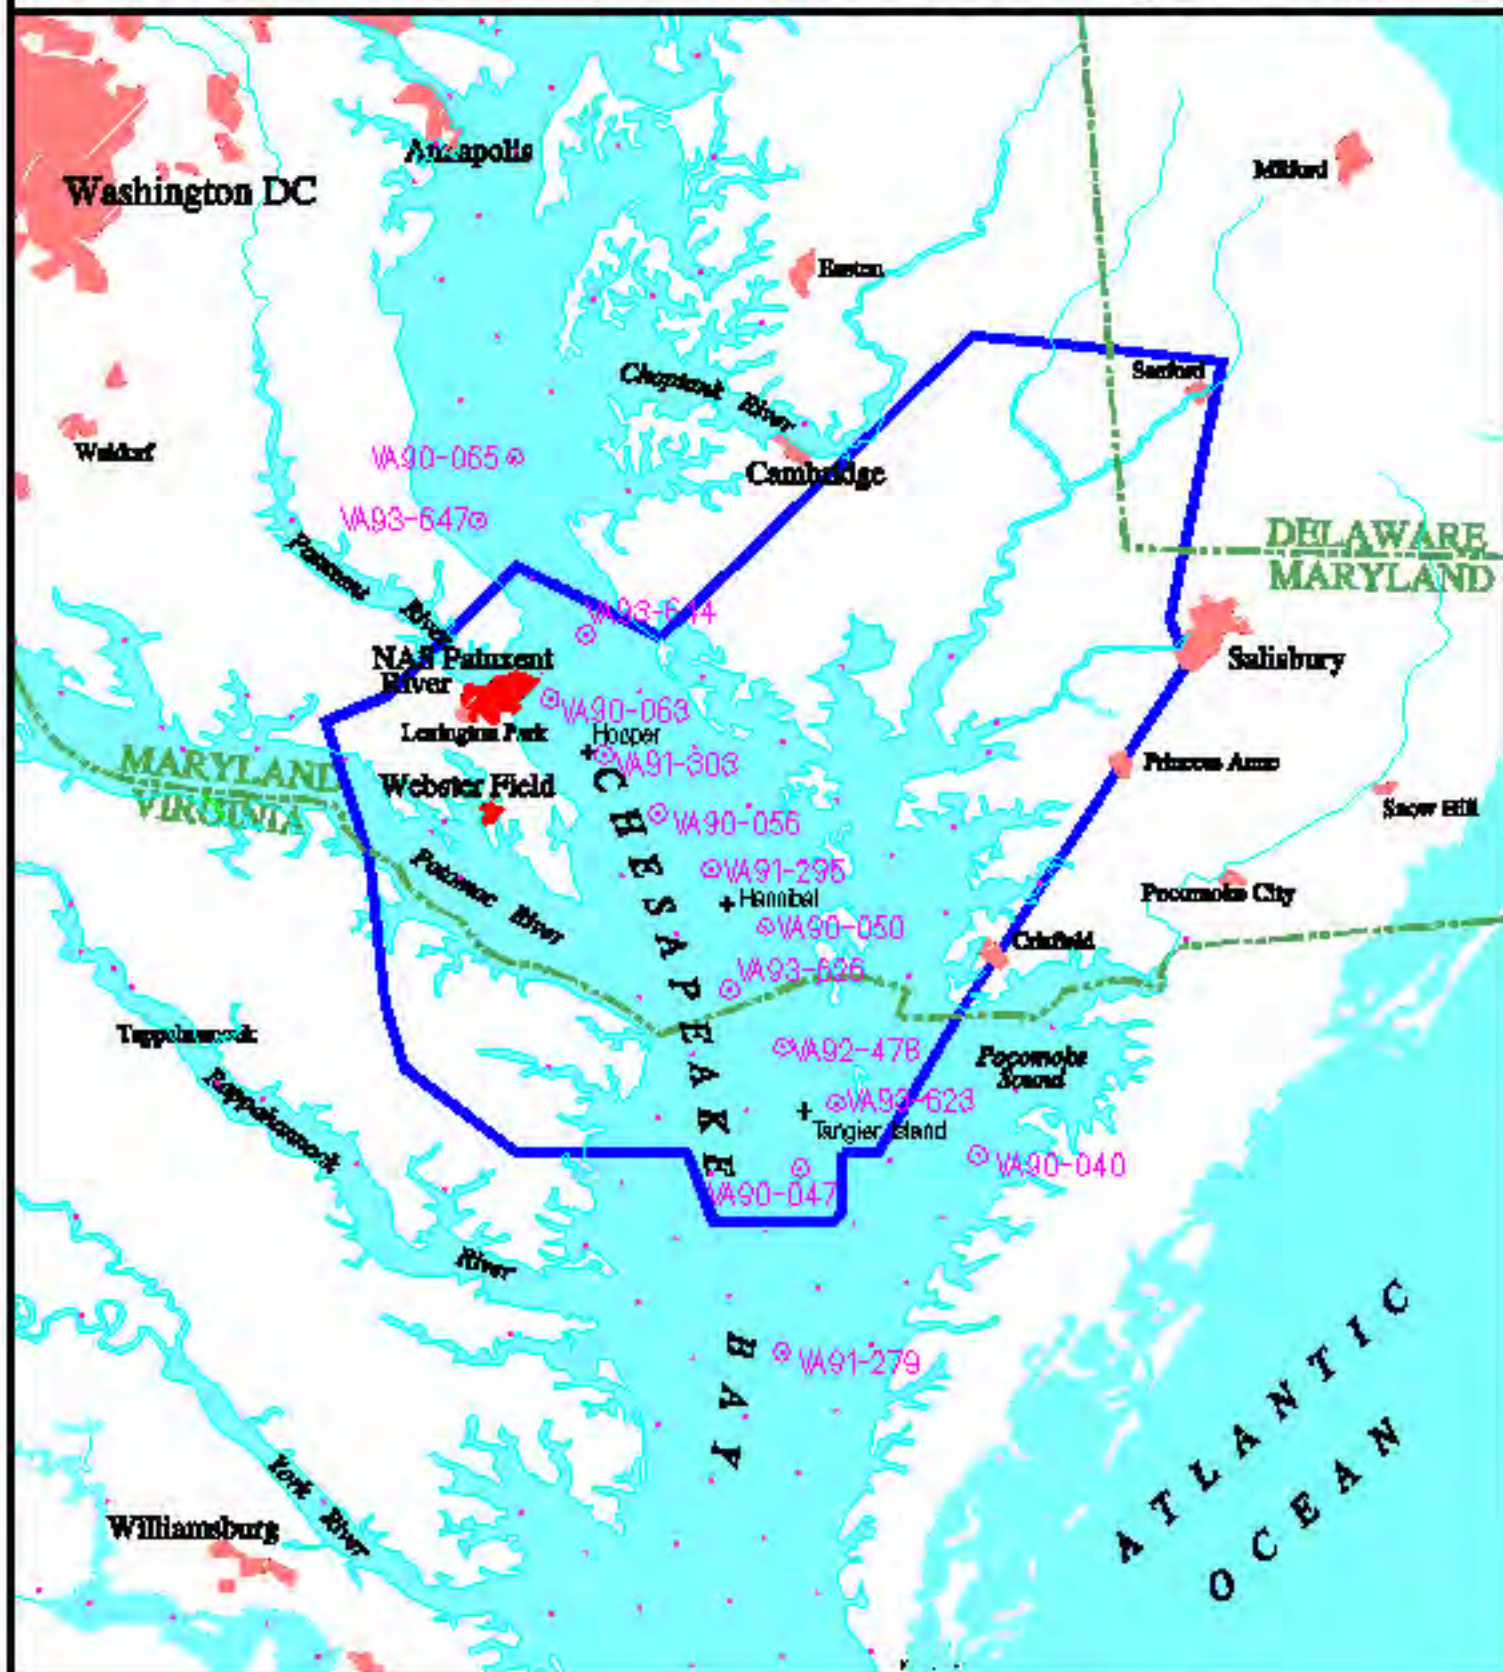 Annapolis
Washington DC
Milford
Easton
Choptank River
Seaford
Waldorf
VA90-065
Cambridge
VA93-647
DELAWARE
MARYLAND
Patuxent River
VA93-644
NAS Patuxent
River
Salisbury
VA90-063
Lexington Park
Hooper
VA91-303
MARYLAND
VIRGINIA
Princess Anne
Webster Field
Snow Hill
VA90-056
Potomac River
VA91-295
Hannibal
Pocomoke City
VA90-050
Crisfield
VA93-626
Tappahannock
VA92-478
Pocomoke
Sound
Rappahannock River
VA93-623
Tangier Island
VA90-040
VA90-047
CHESAPEAKE BAY
VA91-279
ATLANTIC
OCEAN
York River
Williamsburg